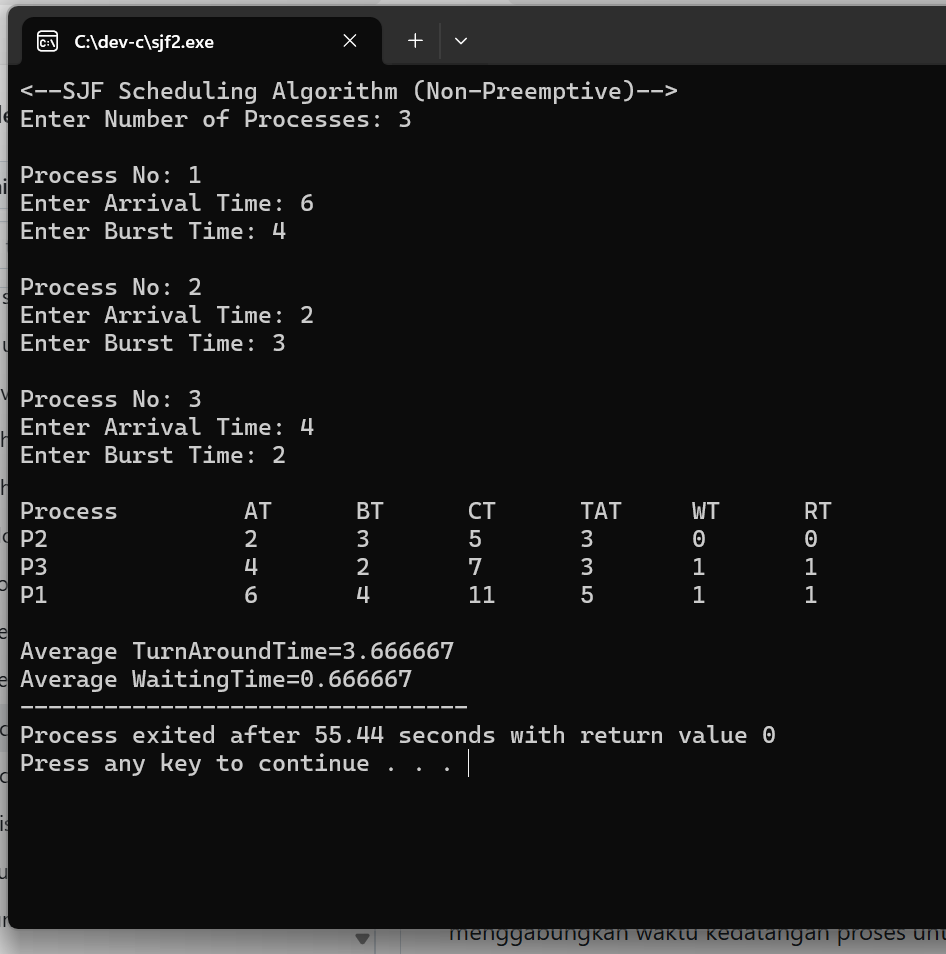 C:\dev-c\sjf2.exe
<--SJF Scheduling Algorithm (Non-Preemptive)-->
Enter Number of Processes: 3
Process No: 1
Enter Arrival Time: 6
Enter Burst Time: 4
Process No: 2
Enter Arrival Time: 2
Enter Burst Time: 3
Process No: 3
Enter Arrival Time: 4
Enter Burst Time: 2
Process AT BT CT TAT WT RT
P2 2 3 5 3 0 0
P3 4 2 7 3 1 1
P1 6 4 11 5 1 1
Average TurnAroundTime=3.666667
Average WaitingTime=0.666667
--------------------------------
Process exited after 55.44 seconds with return value 0
Press any key to continue . . .
menggabungkan waktu kedatangan proses